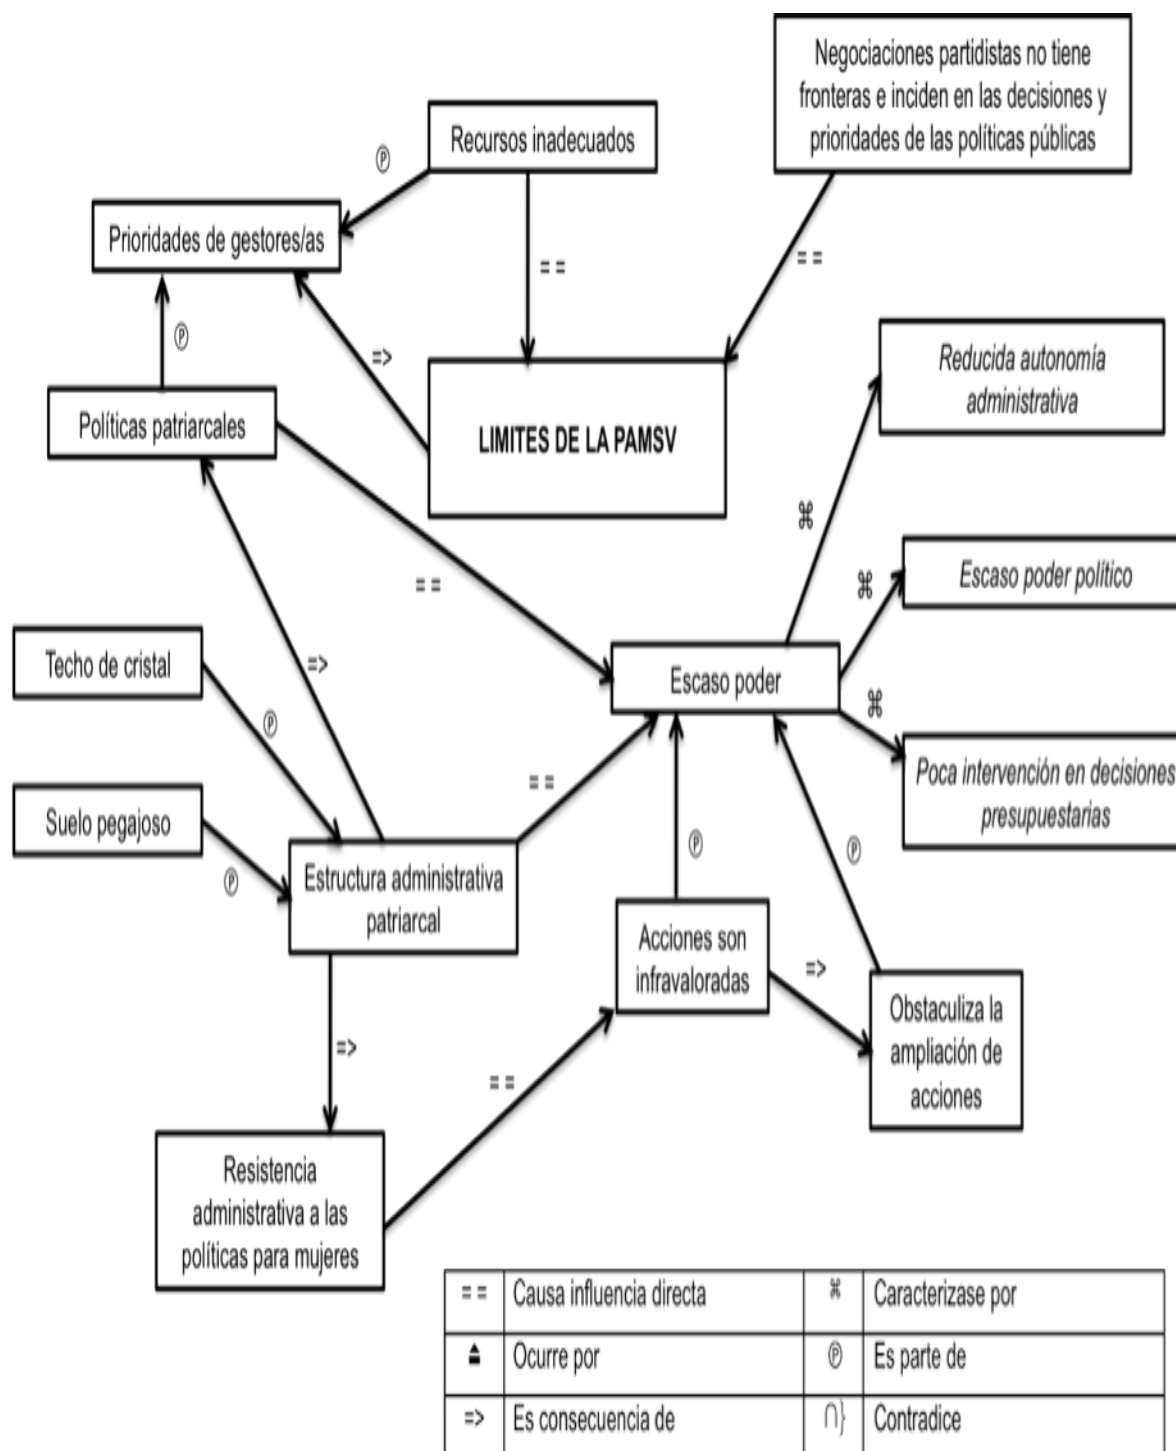 Negociaciones partidistas no tiene
fronteras e inciden en las decisiones y
prioridades de las políticas públicas
Recursos inadecuados
Ⓟ
Prioridades de gestores/as
= =
= =
Ⓟ
=>
Reducida autonomía
administrativa
Políticas patriarcales
LIMITES DE LA PAMSV
⌘
= =
⌘
Escaso poder político
Techo de cristal
=>
Escaso poder
Ⓟ
⌘
Poca intervención en decisiones
presupuestarias
= =
Suelo pegajoso
Ⓟ
Estructura administrativa
patriarcal
Ⓟ
Ⓟ
Acciones son
infravaloradas
=>
Obstaculiza la
ampliación de
acciones
=>
= =
Resistencia
administrativa a las
políticas para mujeres
= = Causa influencia directa ⌘ Caracterizase por
≜ Ocurre por Ⓟ Es parte de
=> Es consecuencia de ∩} Contradice